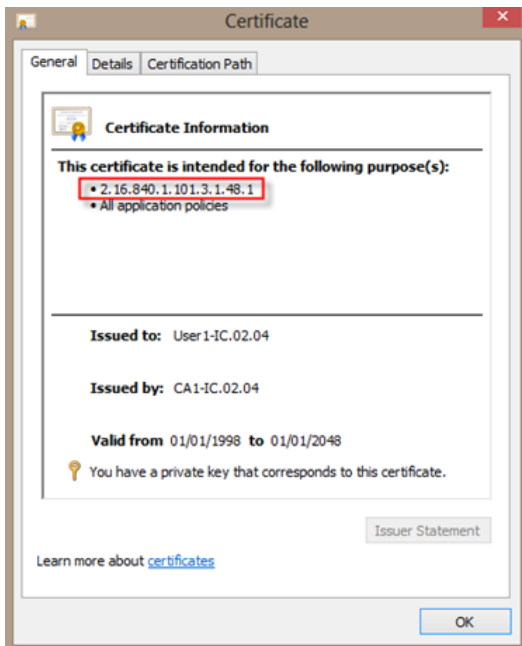 Certificate
General Details Certification Path
Certificate Information
This certificate is intended for the following purpose(s):
• 2.16.840.1.101.3.1.48.1
• All application policies
Issued to: User1-IC.02.04
Issued by: CA1-IC.02.04
Valid from 01/01/1998 to 01/01/2048
You have a private key that corresponds to this certificate.
Issuer Statement
Learn more about certificates
OK